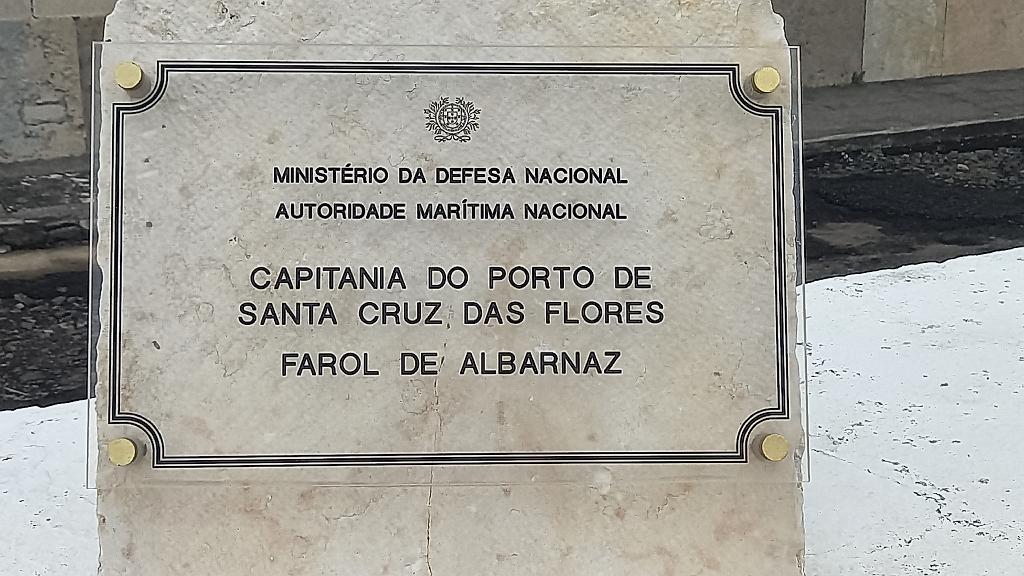 MINISTÉRIO DA DEFESA NACIONAL
AUTORIDADE MARÍTIMA NACIONAL
CAPITANIA DO PORTO DE
SANTA CRUZ DAS FLORES
FAROL DE ALBARNAZ